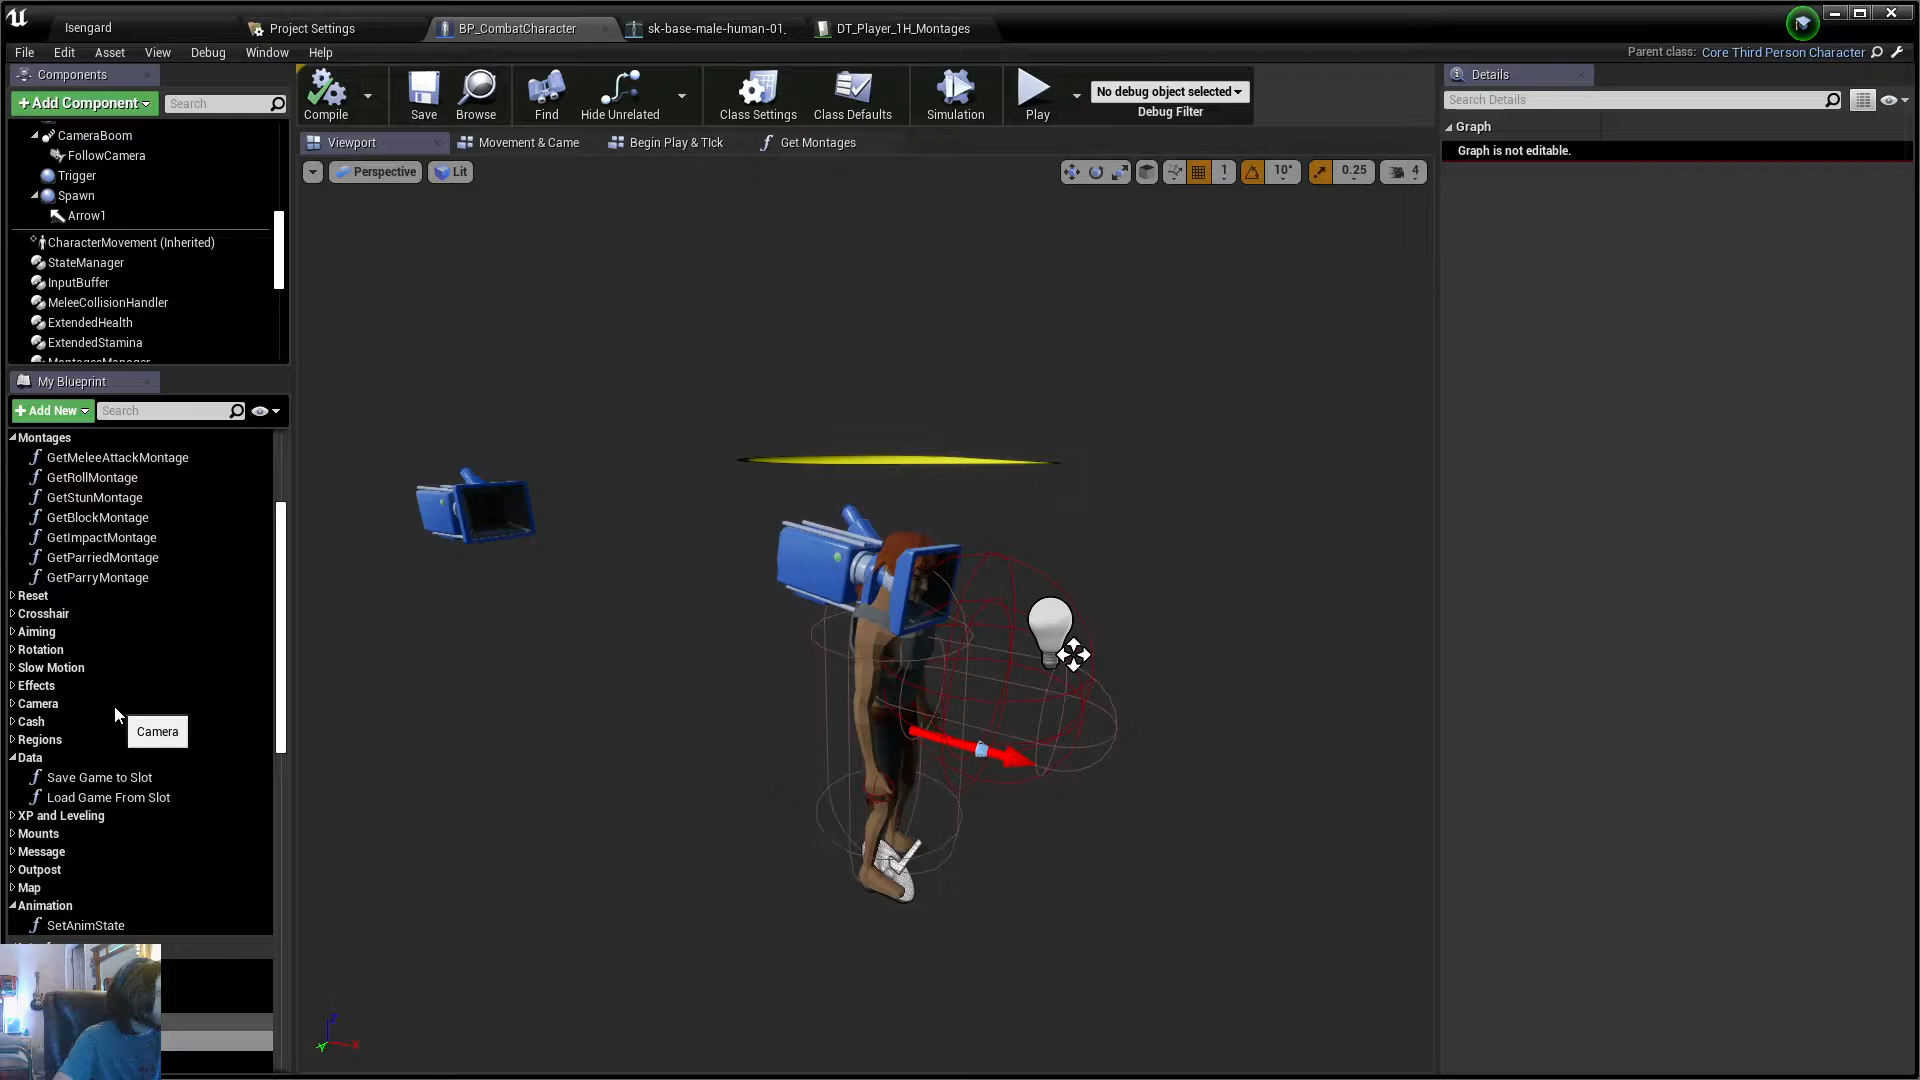 Isengard
Project Settings
BP_CombatCharacter
sk-base-male-human-01_
DT_Player_1H_Montages
File Edit Asset View Debug Window Help
Parent class: Core Third Person Character
Components
+ Add Component
Search
CameraBoom
FollowCamera
Trigger
Spawn
Arrow1
CharacterMovement (Inherited)
StateManager
InputBuffer
MeleeCollisionHandler
ExtendedHealth
ExtendedStamina
MontagesManager
My Blueprint
+ Add New
Search
Montages
GetMeleeAttackMontage
GetRollMontage
GetStunMontage
GetBlockMontage
GetImpactMontage
GetParriedMontage
GetParryMontage
Reset
Crosshair
Aiming
Rotation
Slow Motion
Effects
Camera
Cash
Regions
Data
Save Game to Slot
Load Game From Slot
XP and Leveling
Mounts
Message
Outpost
Map
Animation
SetAnimState
Camera
Compile
Save
Browse
Find
Hide Unrelated
Class Settings
Class Defaults
Simulation
Play
No debug object selected
Debug Filter
Viewport
Movement & Came
Begin Play & TIck
Get Montages
Perspective
Lit
1
10°
0.25
4
Details
Search Details
Graph
Graph is not editable.